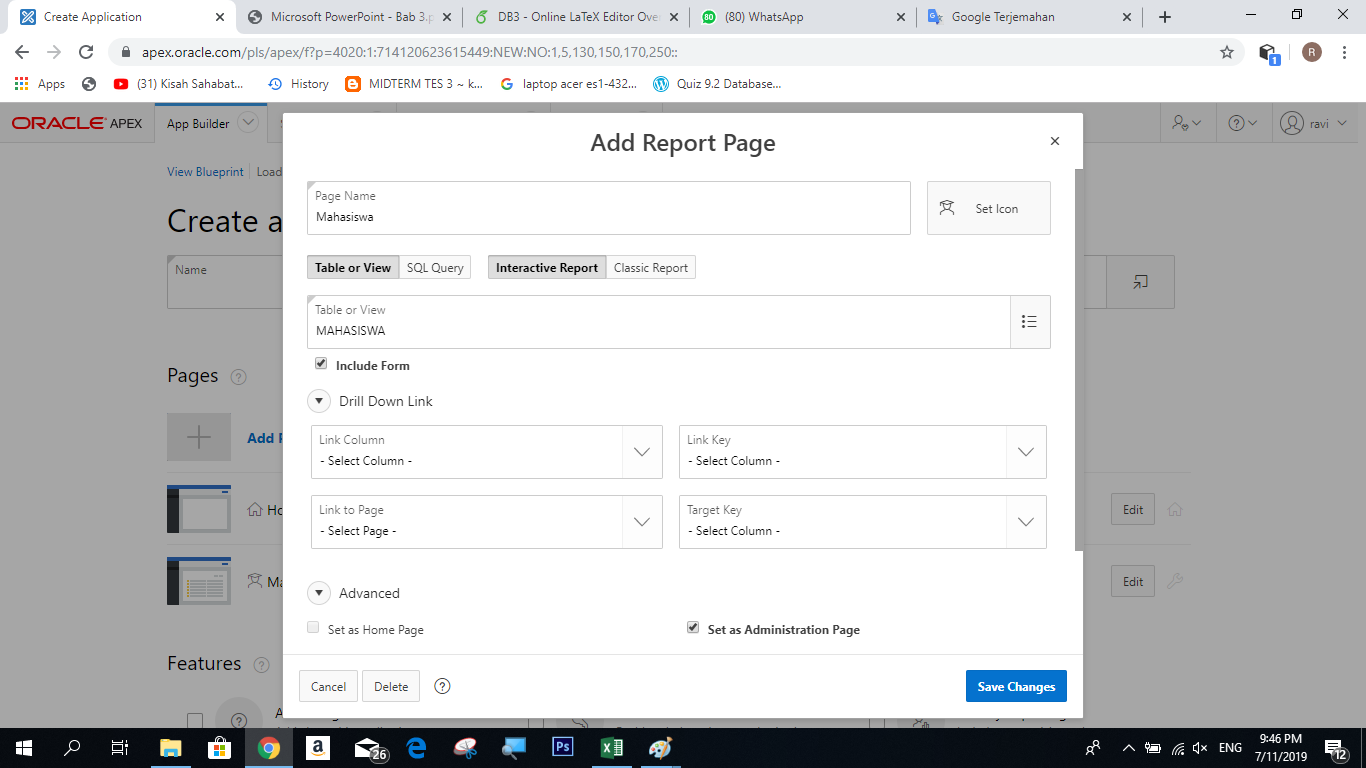 Create Application
Microsoft PowerPoint - Bab 3.p
DB3 - Online LaTeX Editor Ove
(80) WhatsApp
Google Terjemahan
apex.oracle.com/pls/apex/f?p=4020:1:714120623615449:NEW:NO:1,5,130,150,170,250::
R
1
Apps
(31) Kisah Sahabat...
History
MIDTERM TES 3 ~ k...
laptop acer es1-432...
Quiz 9.2 Database...
ORACLE APEX
App Builder
ravi
View Blueprint
Load
Create a
Name
Add Report Page
Page Name
Mahasiswa
Set Icon
Table or View
SQL Query
Interactive Report
Classic Report
Table or View
MAHASISWA
Include Form
Pages
Drill Down Link
Add
Link Column
- Select Column -
Link Key
- Select Column -
Link to Page
- Select Page -
Target Key
- Select Column -
Ho
Edit
Ma
Edit
Advanced
Set as Home Page
Set as Administration Page
Features
Cancel
Delete
Save Changes
26
Ps
ENG
9:46 PM
7/11/2019
12